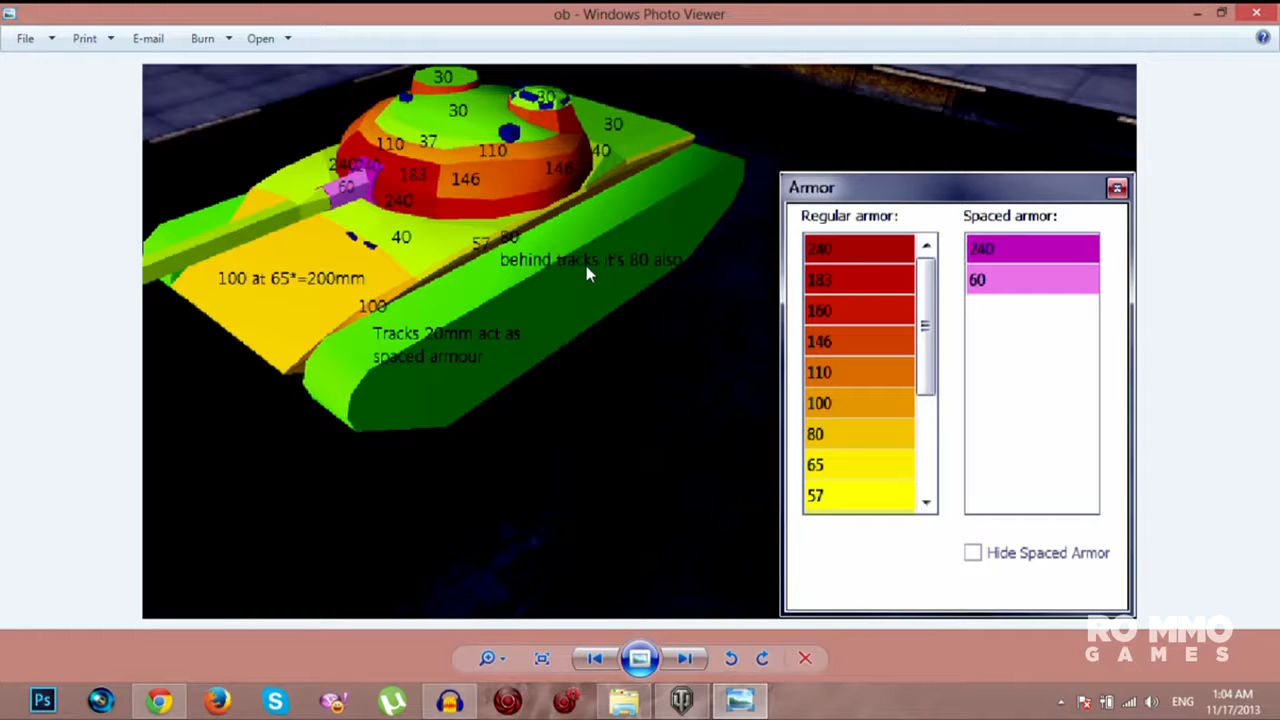 ob - Windows Photo Viewer
File Print E-mail Burn Open
30
30
30
30
110 37
110
40
240
183
146
146
60
240
40
57 80
behind tracks it's 80 also
100 at 65*=200mm
100
Tracks 20mm act as
spaced armour
Armor
Regular armor: Spaced armor:
240 240
183 60
160
146
110
100
80
65
57
Hide Spaced Armor
RO MMO
GAMES
Ps
S
ENG
1:04 AM
11/17/2013